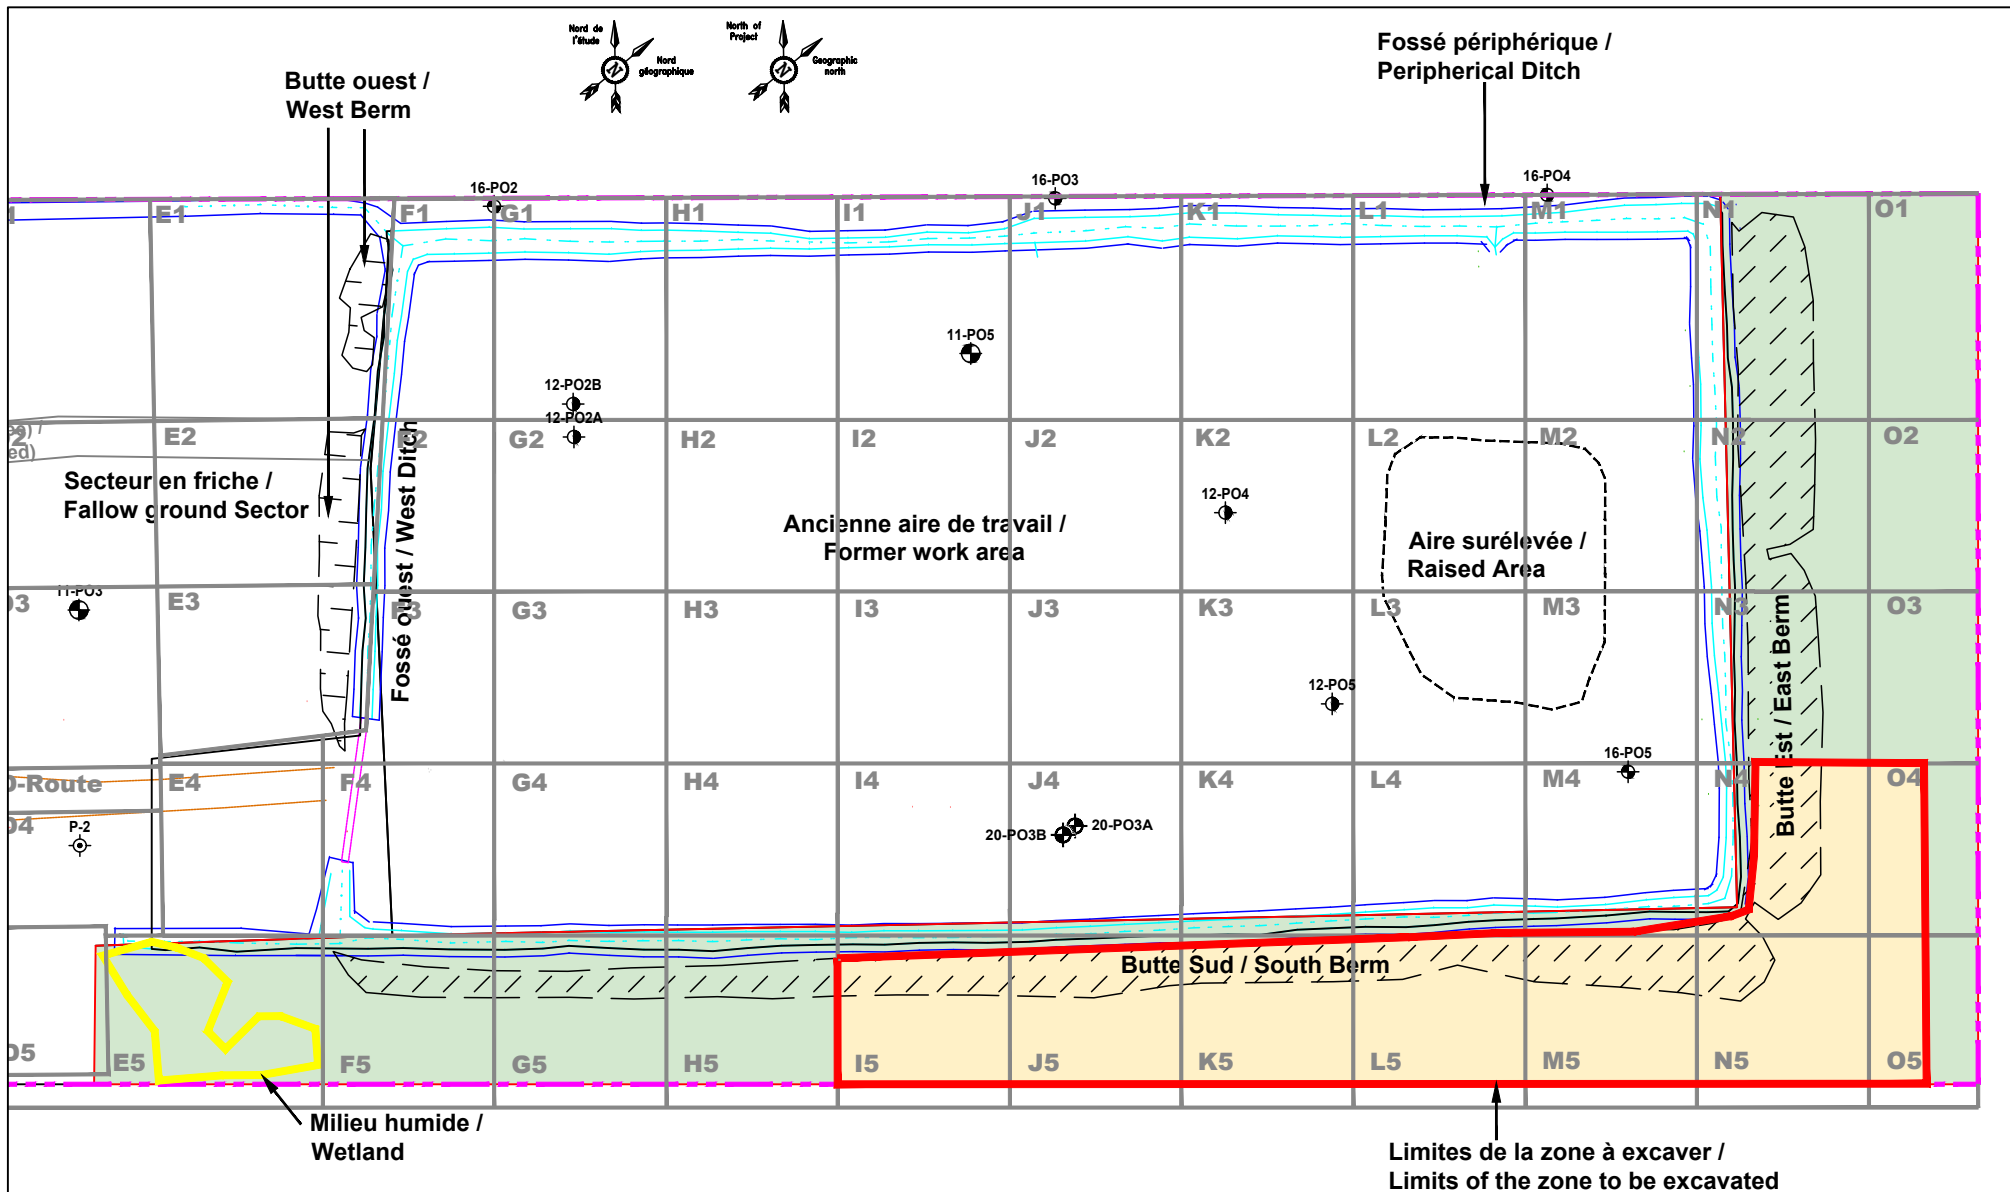 Nord de
l'étude
Nord
géographique
North of
Project
Geographic
north
Fossé périphérique /
Peripherical Ditch
Butte ouest /
West Berm
16-PO2
16-PO3
16-PO4
E1
F1
G1
H1
I1
J1
K1
L1
M1
N1
O1
11-PO5
12-PO2B
12-PO2A
E2
F2
G2
H2
I2
J2
K2
L2
M2
N2
O2
Secteur en friche /
Fallow ground Sector
Fossé ouest / West Ditch
12-PO4
Ancienne aire de travail /
Former work area
Aire surélevée /
Raised Area
11-PO3
E3
F3
G3
H3
I3
J3
K3
L3
M3
N3
O3
Butte Est / East Berm
12-PO5
16-PO5
D-Route
E4
F4
G4
H4
I4
J4
K4
L4
M4
N4
O4
D4
P-2
20-PO3B
20-PO3A
Butte Sud / South Berm
D5
E5
F5
G5
H5
I5
J5
K5
L5
M5
N5
O5
Milieu humide /
Wetland
Limites de la zone à excaver /
Limits of the zone to be excavated